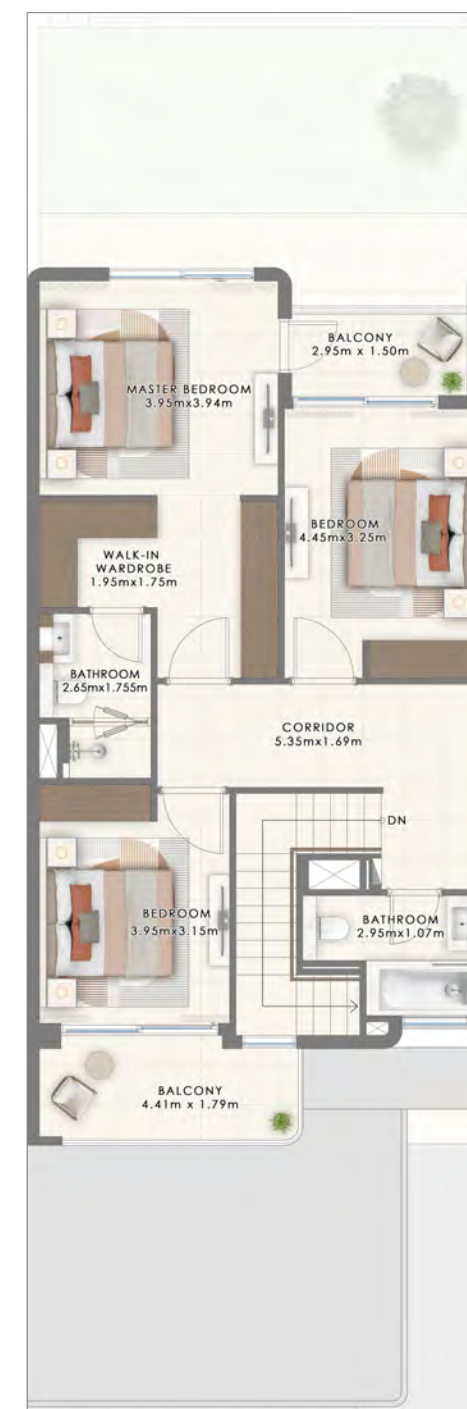 BALCONY
2.95m x 1.50m
MASTER BEDROOM
3.95mx3.94m
BEDROOM
4.45mx3.25m
WALK-IN
WARDROBE
1.95mx1.75m
BATHROOM
2.65mx1.755m
CORRIDOR
5.35mx1.69m
DN
BEDROOM
3.95mx3.15m
BATHROOM
2.95mx1.07m
BALCONY
4.41m x 1.79m